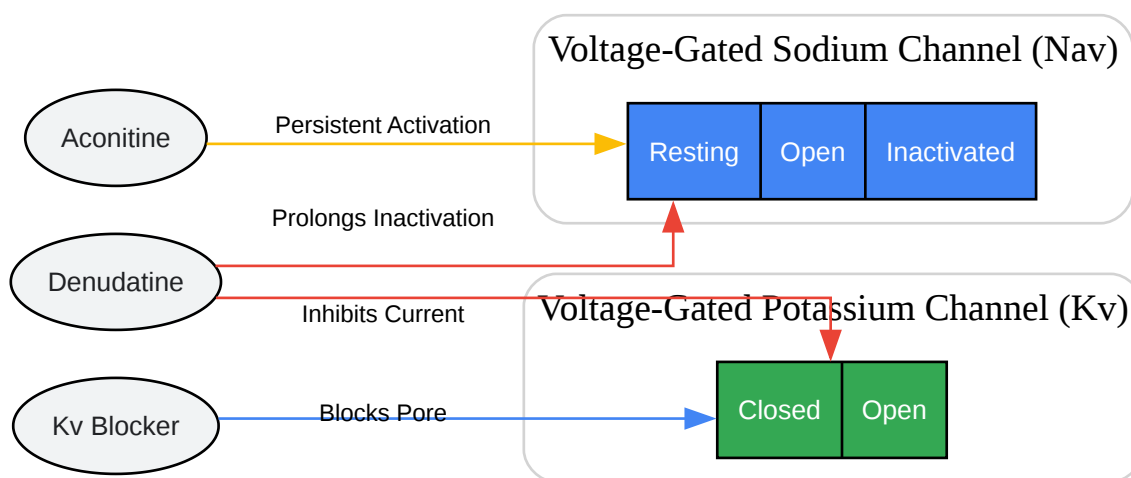 Voltage-Gated Sodium Channel (Nav)
Aconitine
Persistent Activation
Resting
Open
Inactivated
Prolongs Inactivation
Denudatine
Inhibits Current
Voltage-Gated Potassium Channel (Kv)
Kv Blocker
Blocks Pore
Closed
Open